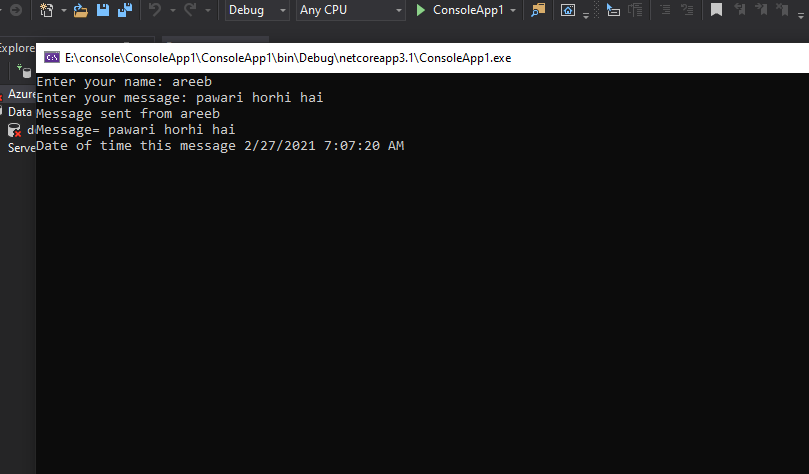 Debug
Any CPU
ConsoleApp1
Explore
E:\console\ConsoleApp1\ConsoleApp1\bin\Debug\netcoreapp3.1\ConsoleApp1.exe
Enter your name: areeb
Azure
Enter your message: pawari horhi hai
Data
Message sent from areeb
d
Message= pawari horhi hai
Serve
Date of time this message 2/27/2021 7:07:20 AM